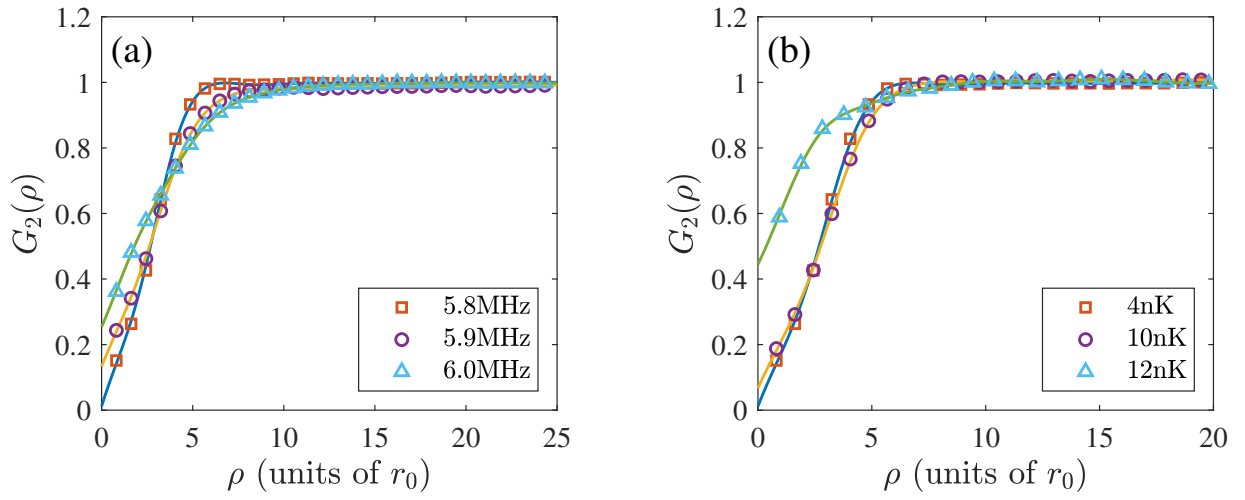 (a)
G₂(ρ)
1.2
1
0.8
0.6
0.4
0.2
0
0 5 10 15 20 25
ρ (units of r₀)
5.8MHz
5.9MHz
6.0MHz
(b)
G₂(ρ)
1.2
1
0.8
0.6
0.4
0.2
0
0 5 10 15 20
ρ (units of r₀)
4nK
10nK
12nK